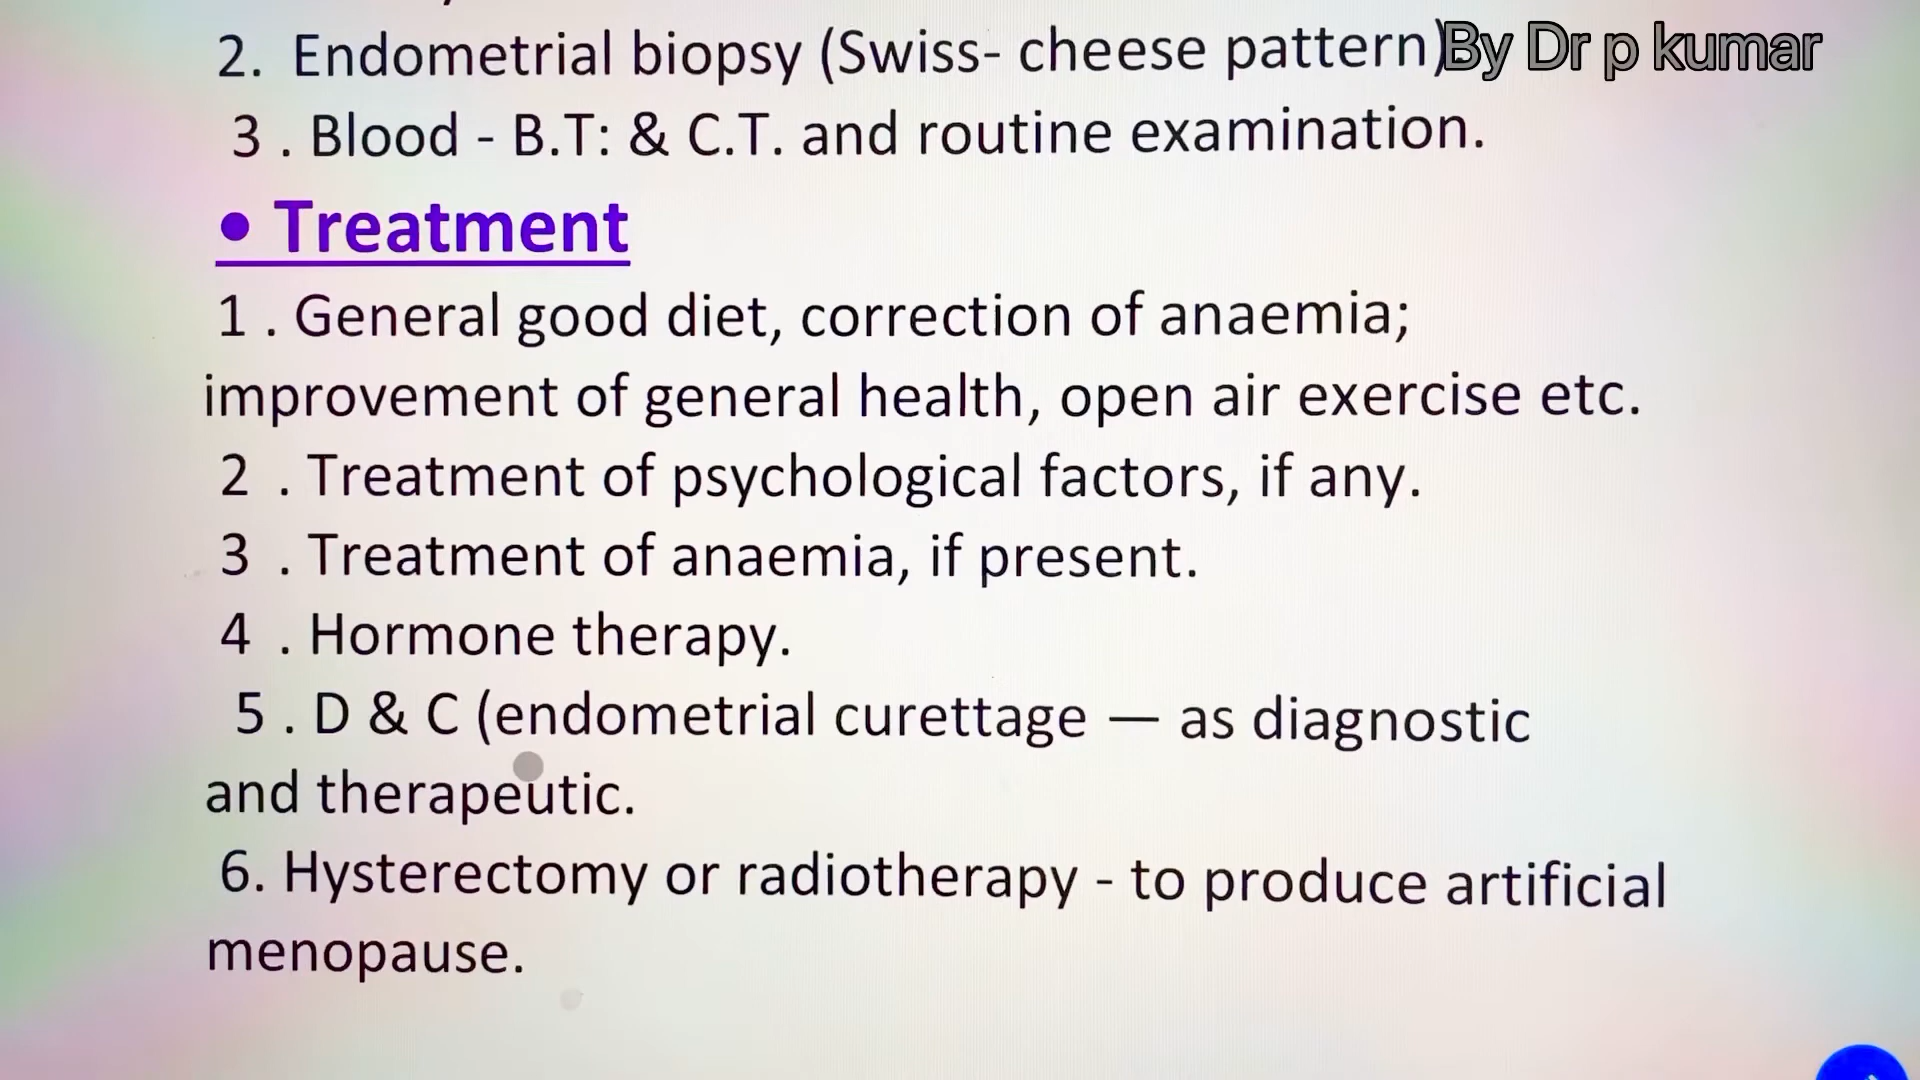 2. Endometrial biopsy (Swiss- cheese pattern)
By Dr p kumar
3 . Blood - B.T: & C.T. and routine examination.
• Treatment
1 . General good diet, correction of anaemia;
improvement of general health, open air exercise etc.
2 . Treatment of psychological factors, if any.
3 . Treatment of anaemia, if present.
4 . Hormone therapy.
5 . D & C (endometrial curettage — as diagnostic
and therapeutic.
6. Hysterectomy or radiotherapy - to produce artificial
menopause.